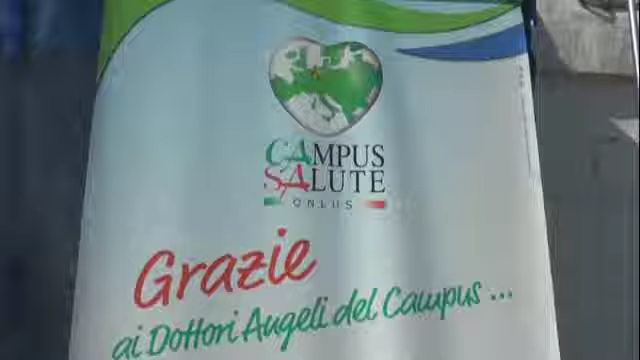 CAMPUS
SALUTE
ONLUS
Grazie
ai Dottori Angeli del Campus ...